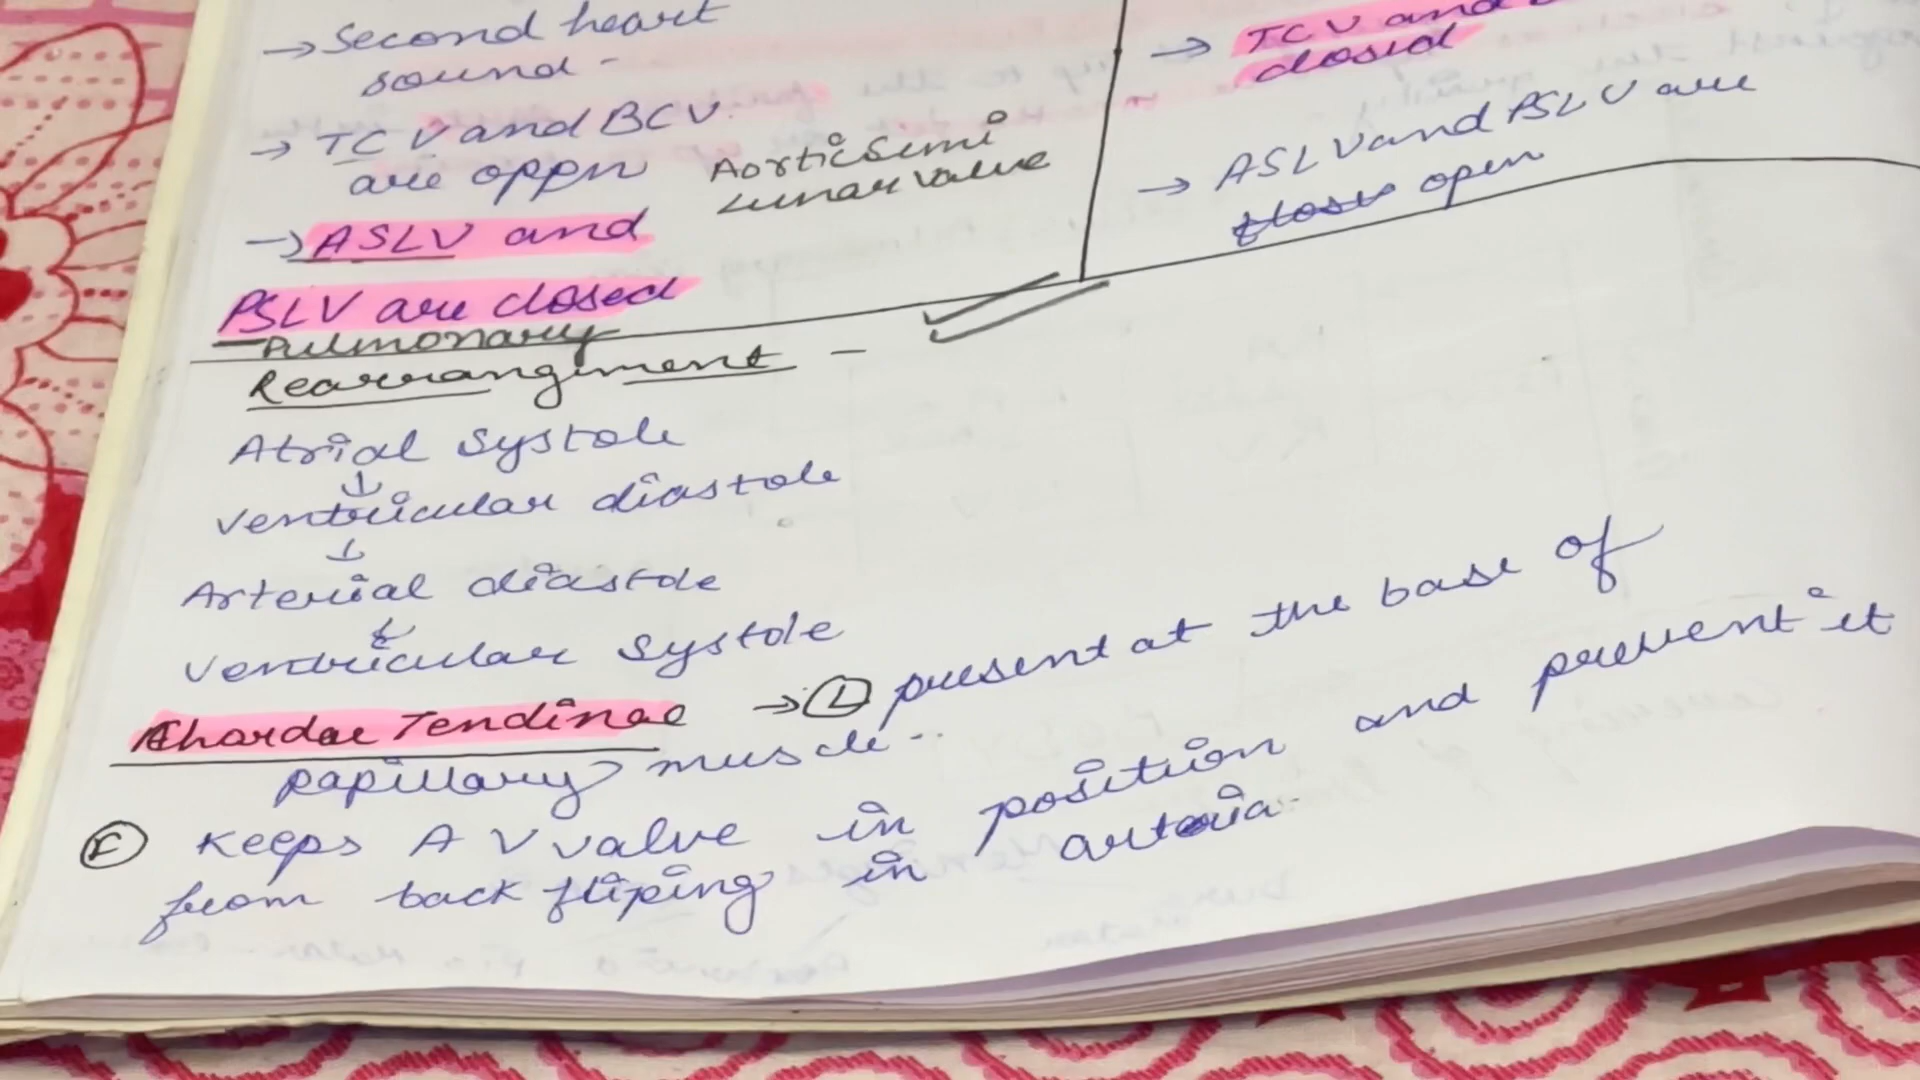 → Second heart
sound -
→ TCV and BCV.
are oppn
Aortic Semi
Lunar valve
→ ASLV and
PSLV are closed
Pulmonary
→ TCV and
closed
→ ASLV and PSLV are
open
Rearrangement -
Atrial systole
↓
ventricular diastole
↓
Arterial diastole
↓
ventricular systole
Chordae Tendinae → (L) present at the base of
papillary muscle..
(F) Keeps AV valve in position and prevent it
from back fliping in arteria.